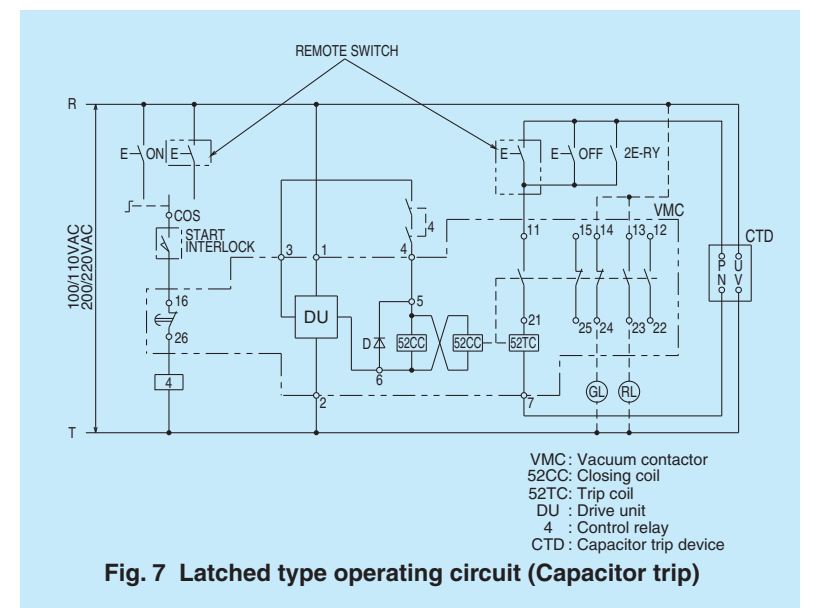 REMOTE SWITCH
R
E ON E
E E OFF 2E-RY
COS
START
INTERLOCK
100/110VAC
200/220VAC
VMC
4
3 1 4 11 15 14 13 12
CTD
P U
N V
16
5
DU
21
26
D 52CC 52CC 52TC
25 24 23 22
6
4
2 7
GL RL
T
VMC : Vacuum contactor
52CC : Closing coil
52TC : Trip coil
DU : Drive unit
4 : Control relay
CTD : Capacitor trip device
Fig. 7 Latched type operating circuit (Capacitor trip)